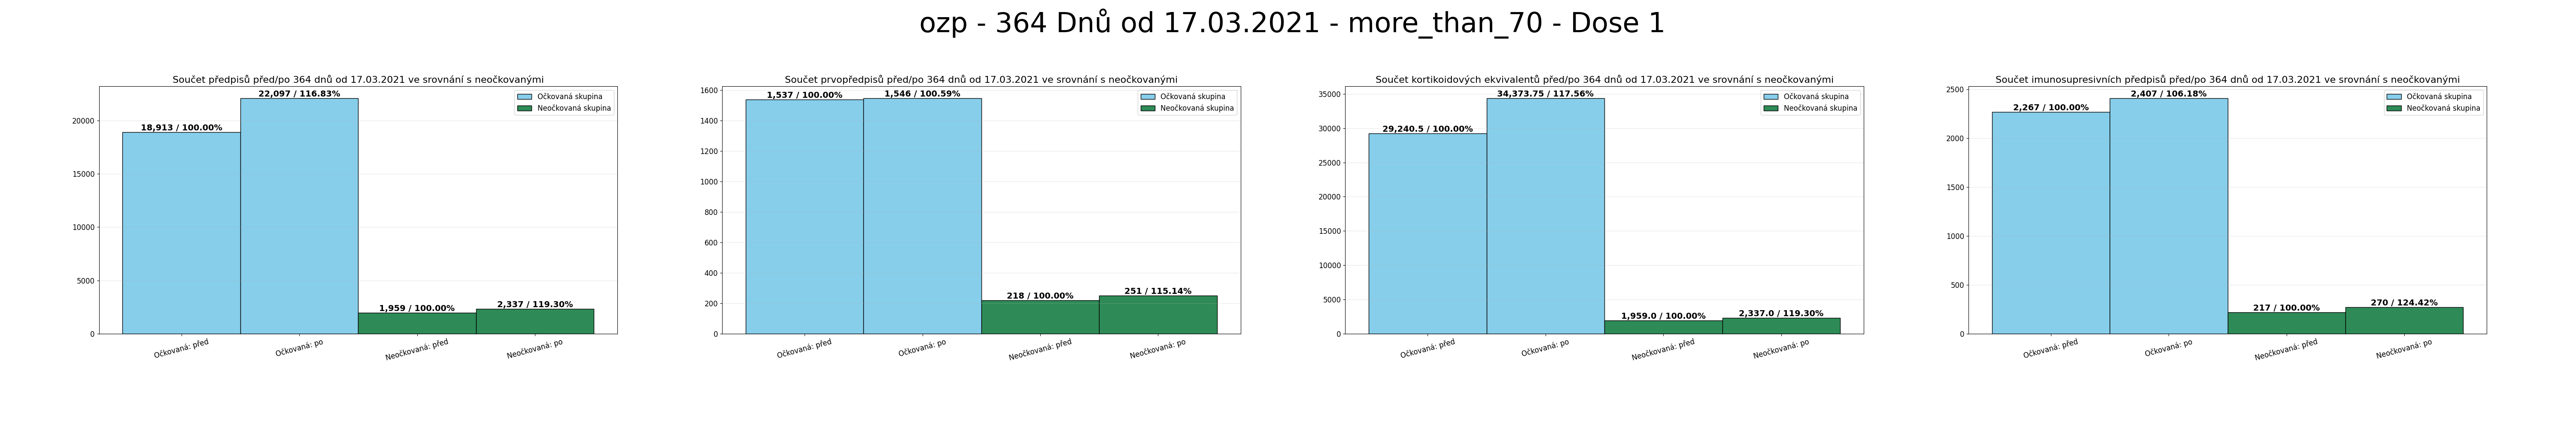 ozp - 364 Dnů od 17.03.2021 - more_than_70 - Dose 1
Součet předpisů před/po 364 dnů od 17.03.2021 ve srovnání s neočkovanými
22,097 / 116.83%
18,913 / 100.00%
1,959 / 100.00%
2,337 / 119.30%
Očkovaná skupina
Neočkovaná skupina
20000
15000
10000
5000
0
Očkovaná: před
Očkovaná: po
Neočkovaná: před
Neočkovaná: po
Součet prvopředpisů před/po 364 dnů od 17.03.2021 ve srovnání s neočkovanými
1,537 / 100.00%
1,546 / 100.59%
218 / 100.00%
251 / 115.14%
Očkovaná skupina
Neočkovaná skupina
1600
1400
1200
1000
800
600
400
200
0
Očkovaná: před
Očkovaná: po
Neočkovaná: před
Neočkovaná: po
Součet kortikoidových ekvivalentů před/po 364 dnů od 17.03.2021 ve srovnání s neočkovanými
34,373.75 / 117.56%
29,240.5 / 100.00%
1,959.0 / 100.00%
2,337.0 / 119.30%
Očkovaná skupina
Neočkovaná skupina
35000
30000
25000
20000
15000
10000
5000
0
Očkovaná: před
Očkovaná: po
Neočkovaná: před
Neočkovaná: po
Součet imunosupresivních předpisů před/po 364 dnů od 17.03.2021 ve srovnání s neočkovanými
2,407 / 106.18%
2,267 / 100.00%
217 / 100.00%
270 / 124.42%
Očkovaná skupina
Neočkovaná skupina
2500
2000
1500
1000
500
0
Očkovaná: před
Očkovaná: po
Neočkovaná: před
Neočkovaná: po